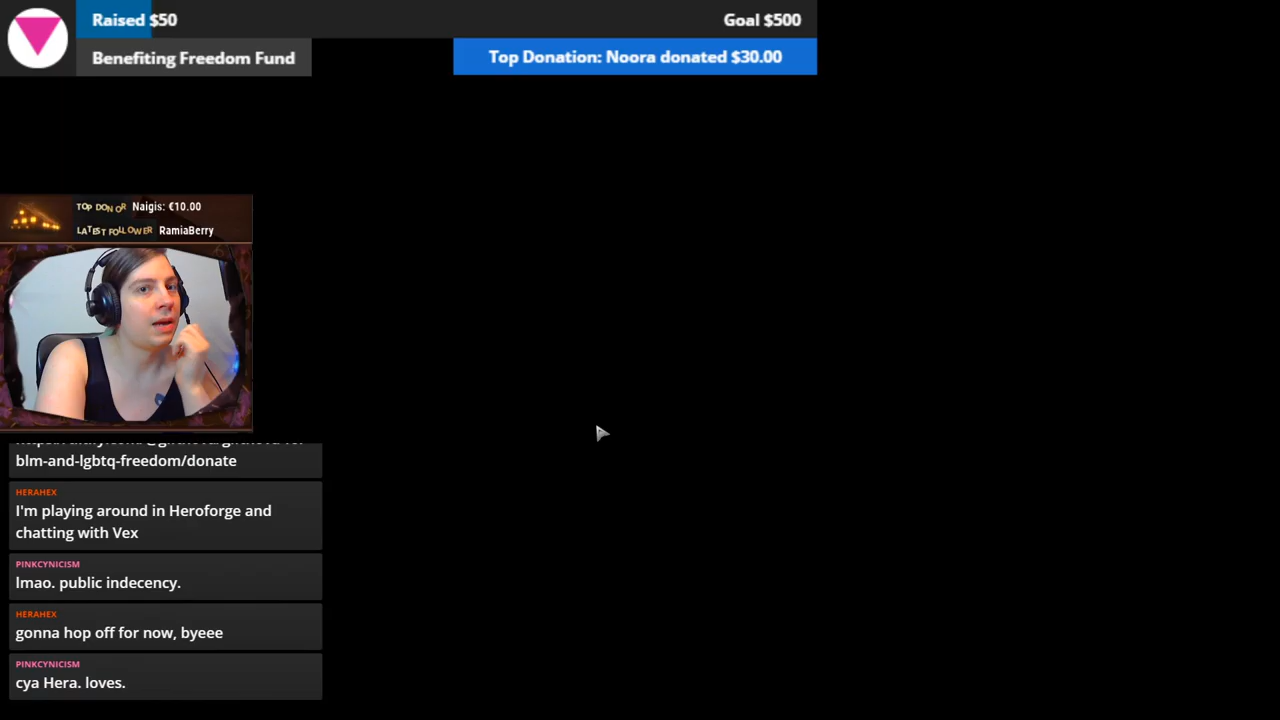 Raised $50
Goal $500
Benefiting Freedom Fund
Top Donation: Noora donated $30.00
TOP DONOR Naigis: €10.00
LATEST FOLLOWER RamiaBerry
blm-and-lgbtq-freedom/donate
HERAHEX
I'm playing around in Heroforge and
chatting with Vex
PINKCYNICISM
lmao. public indecency.
HERAHEX
gonna hop off for now, byeee
PINKCYNICISM
cya Hera. loves.